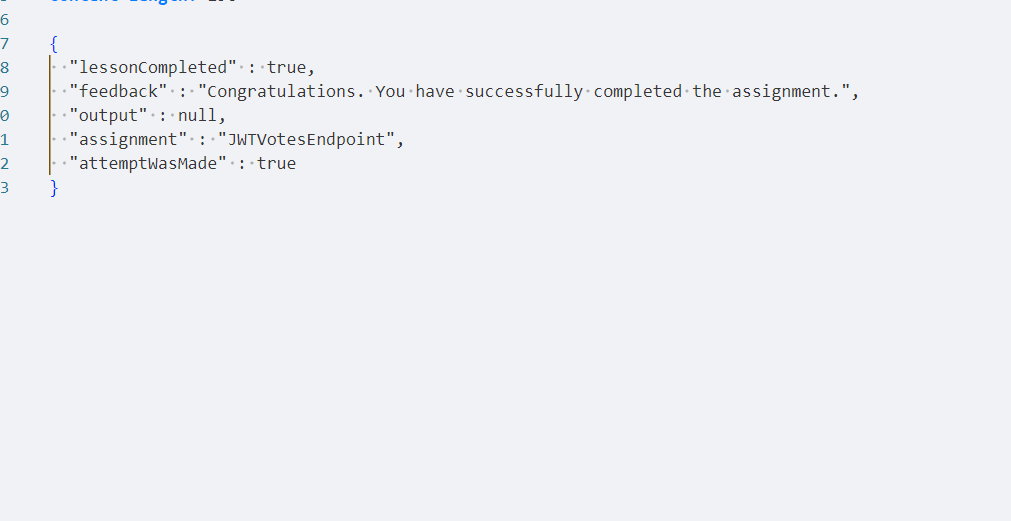 6
7 {
8 "lessonCompleted" : true,
9 "feedback" : "Congratulations. You have successfully completed the assignment.",
0 "output" : null,
1 "assignment" : "JWTVotesEndpoint",
2 "attemptWasMade" : true
3 }